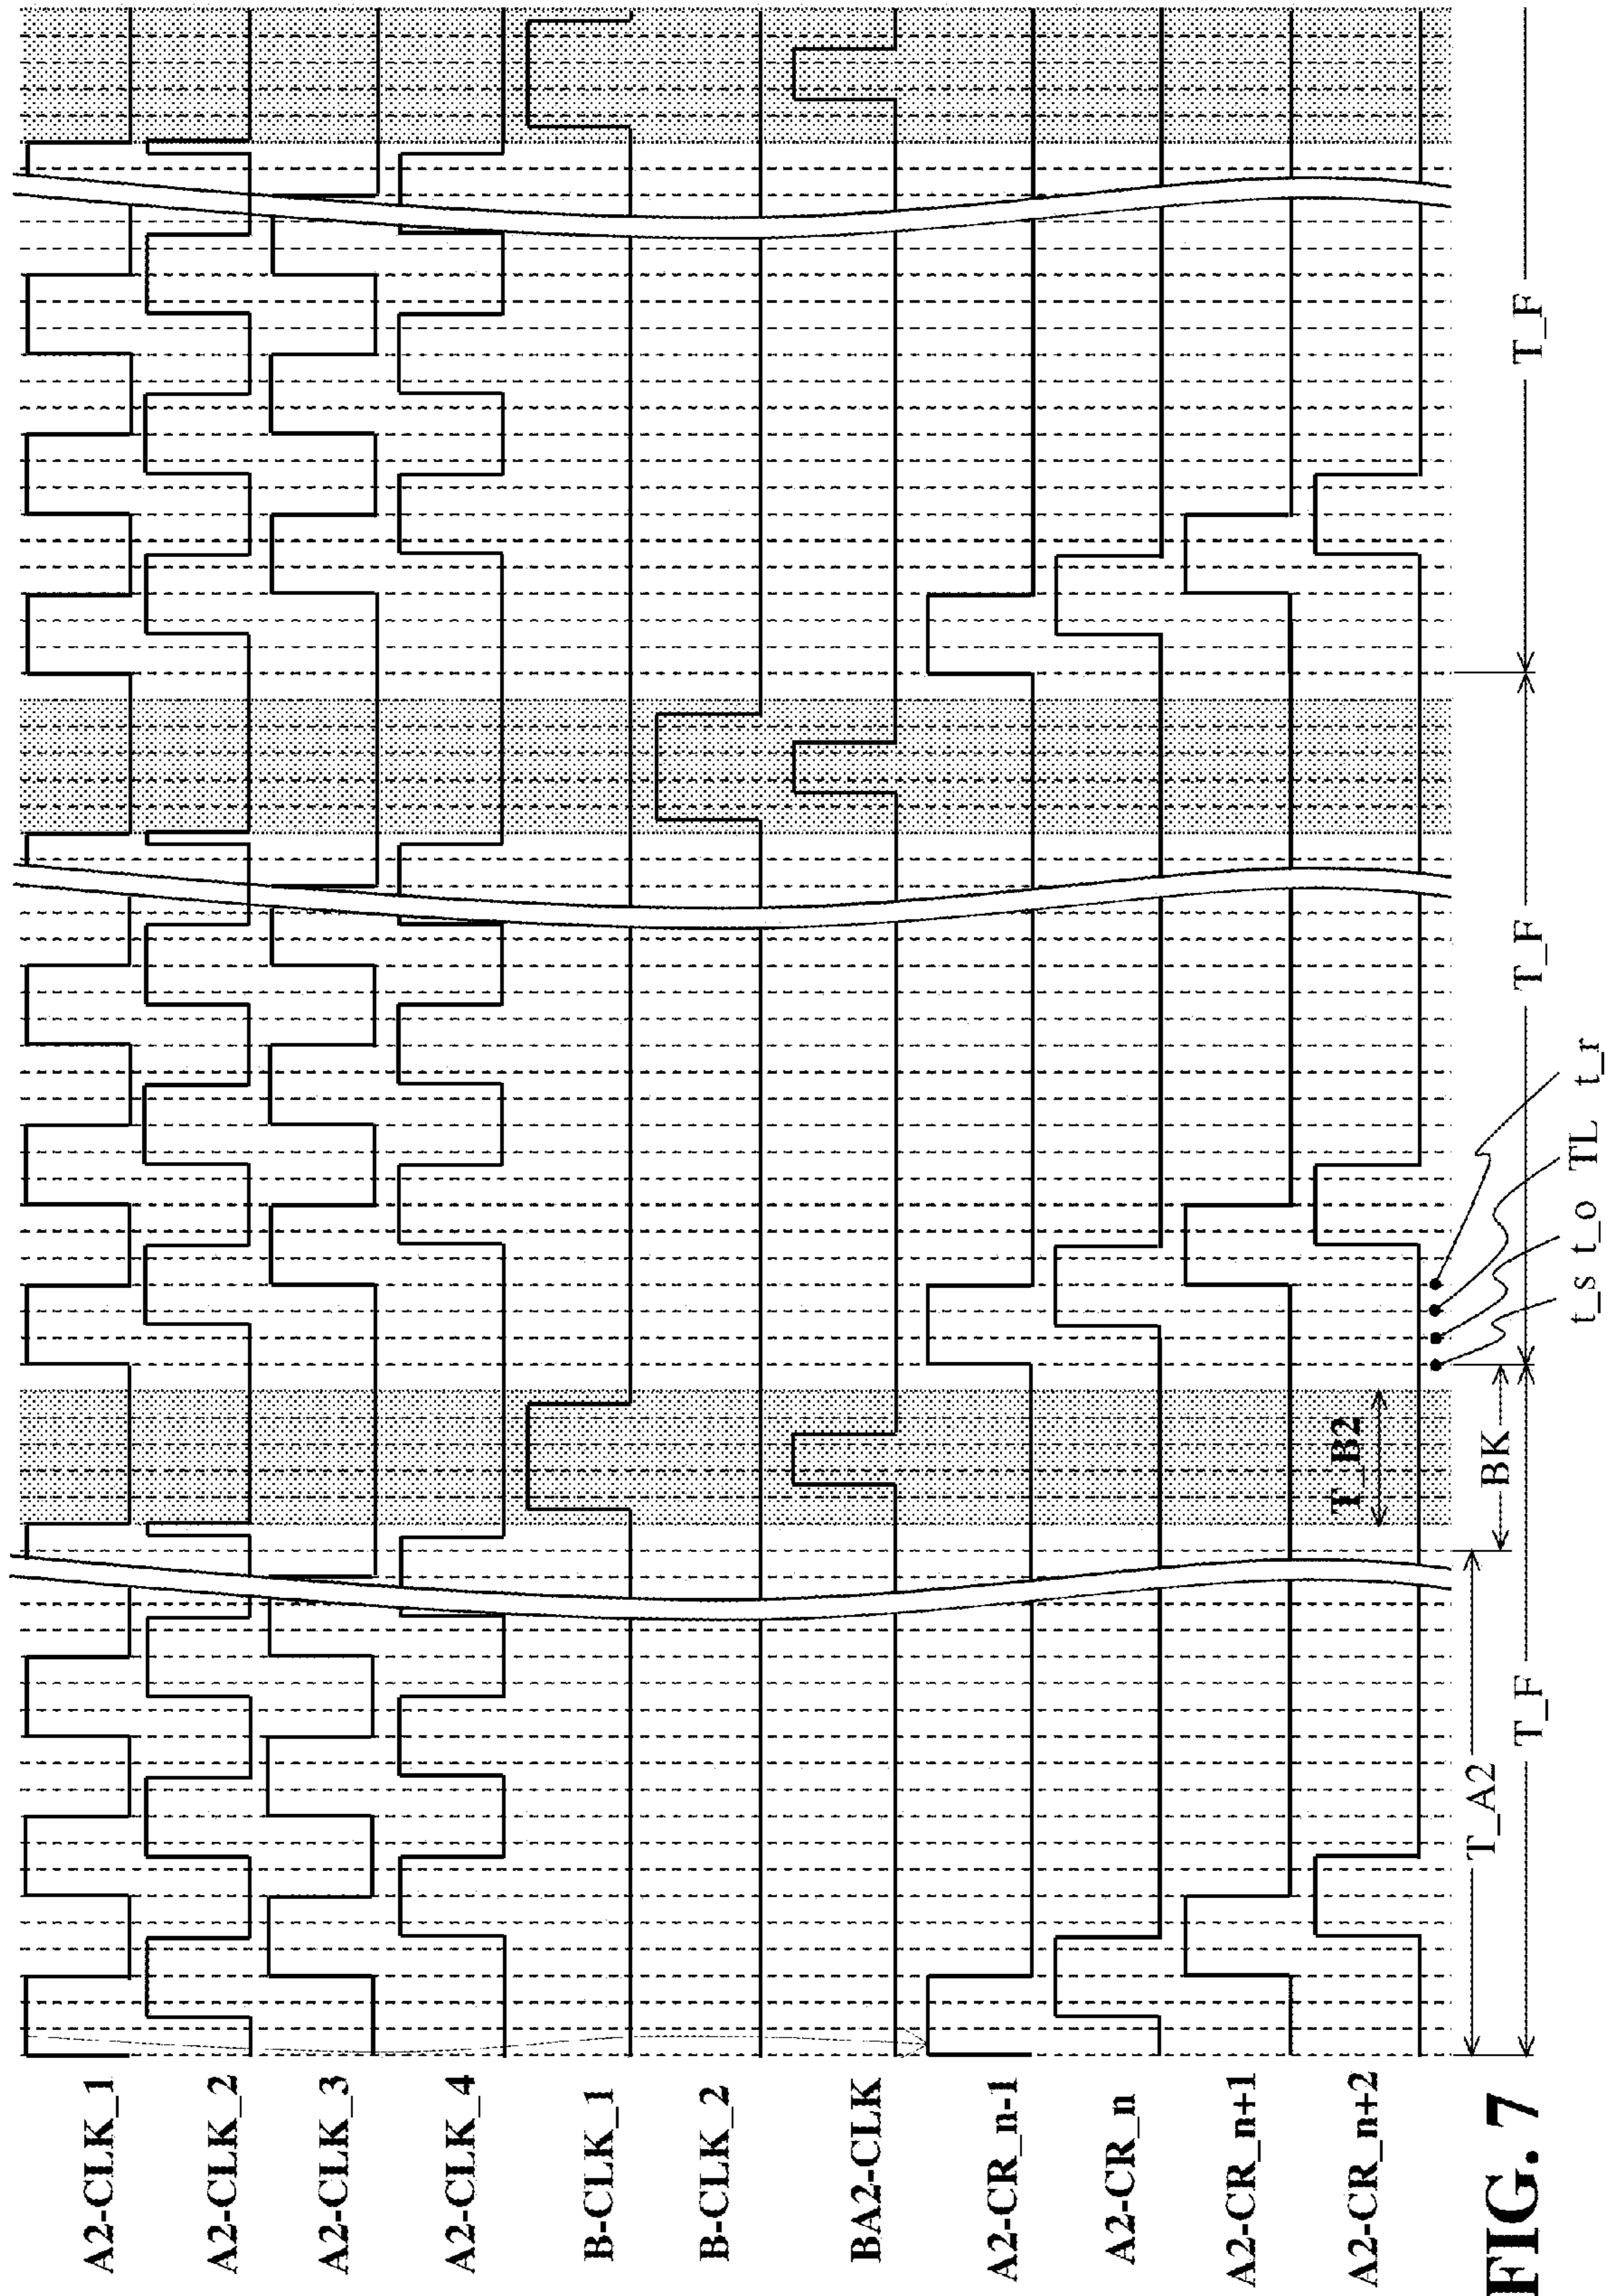 A2-CLK_1
A2-CLK_2
A2-CLK_3
A2-CLK_4
B-CLK_1
B-CLK_2
BA2-CLK
A2-CR_n-1
A2-CR_n
A2-CR_n+1
A2-CR_n+2
T_B2
T_A2
BK
T_F
T_F
T_F
t_s
t_o
TL
t_r
FIG. 7